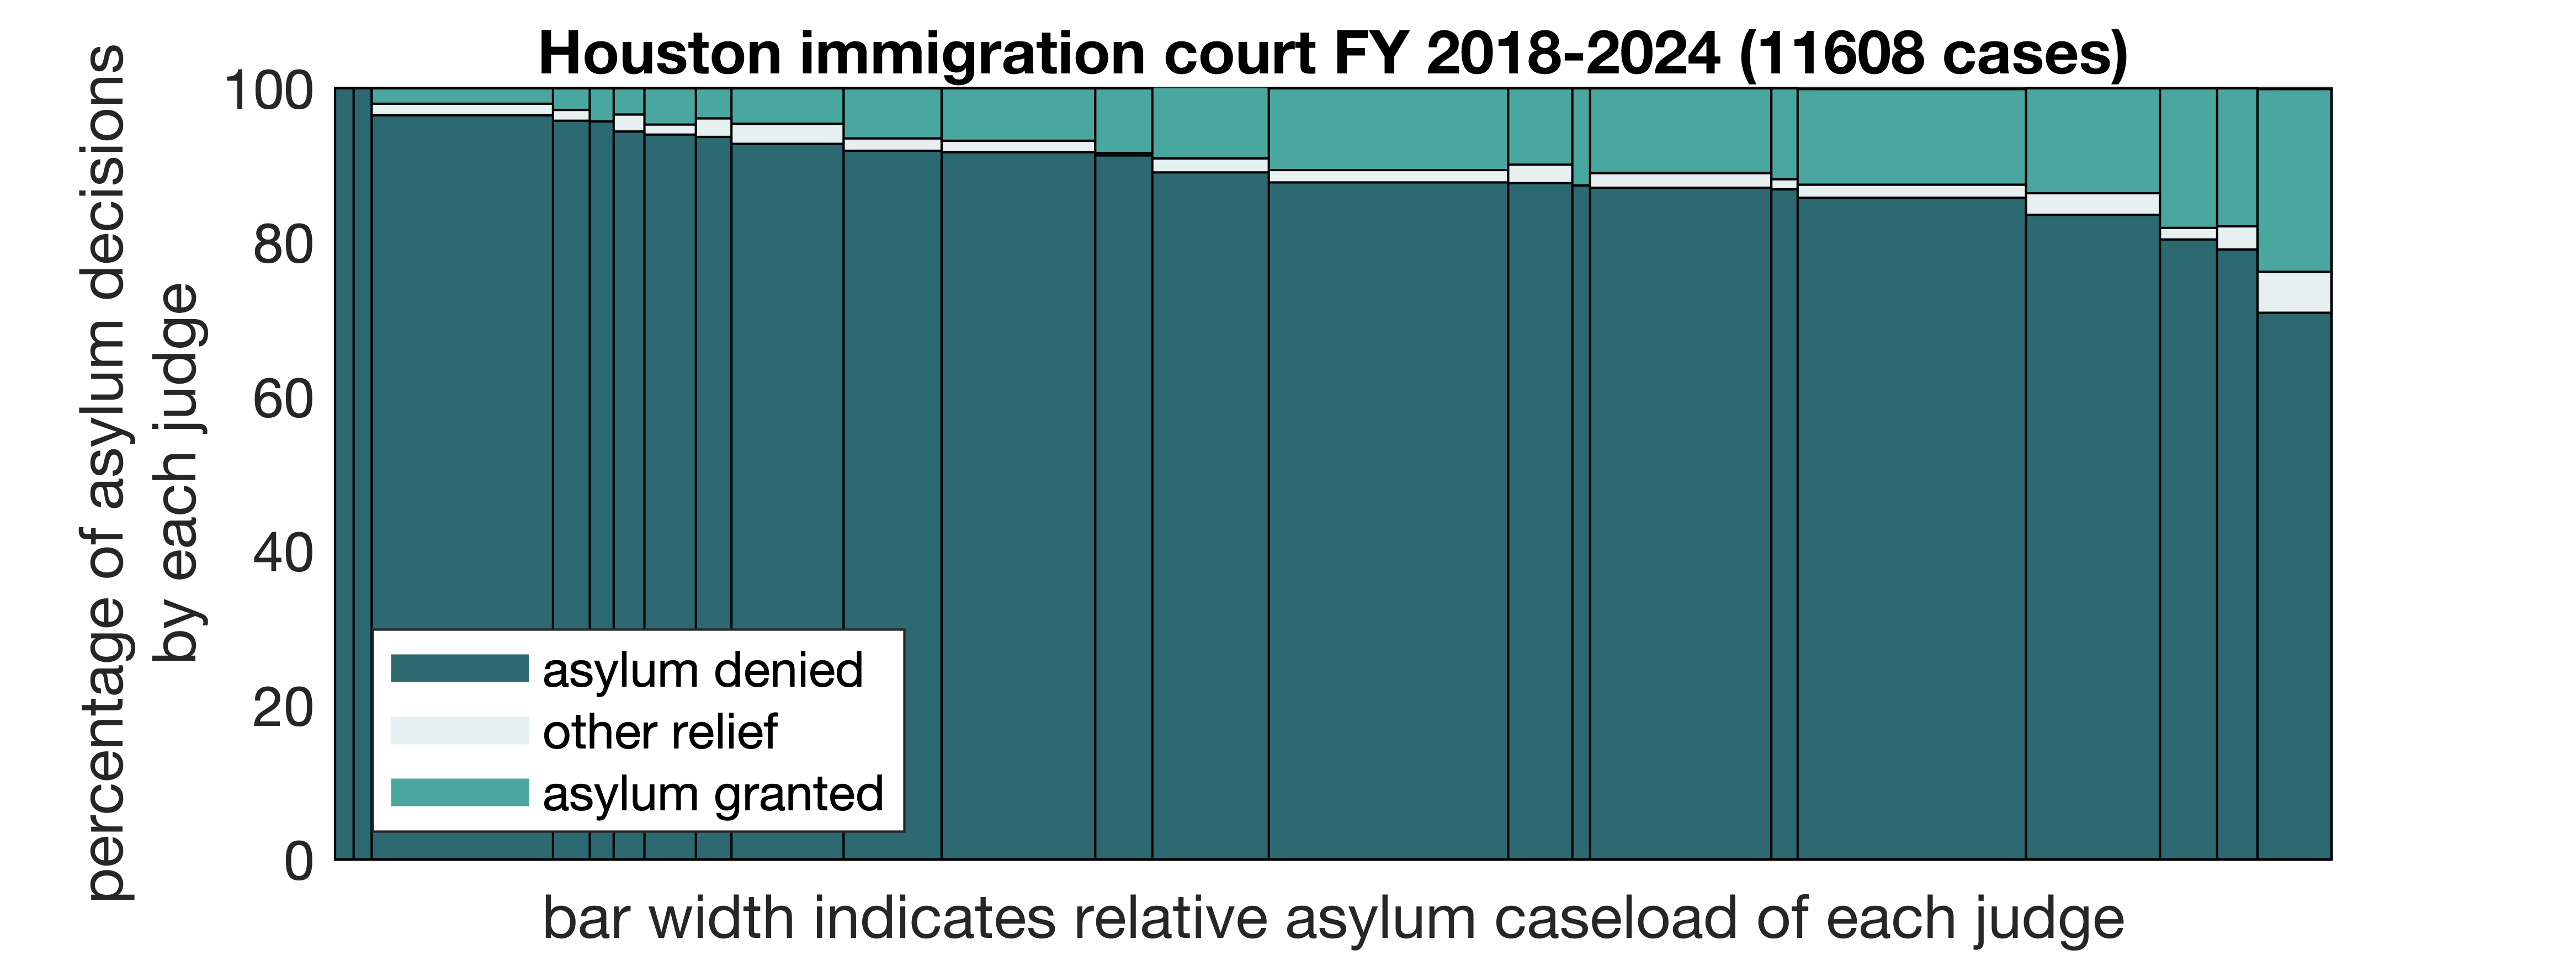 Houston immigration court FY 2018-2024 (11608 cases)
percentage of asylum decisions
by each judge
100
80
60
40
20
0
asylum denied
other relief
asylum granted
bar width indicates relative asylum caseload of each judge